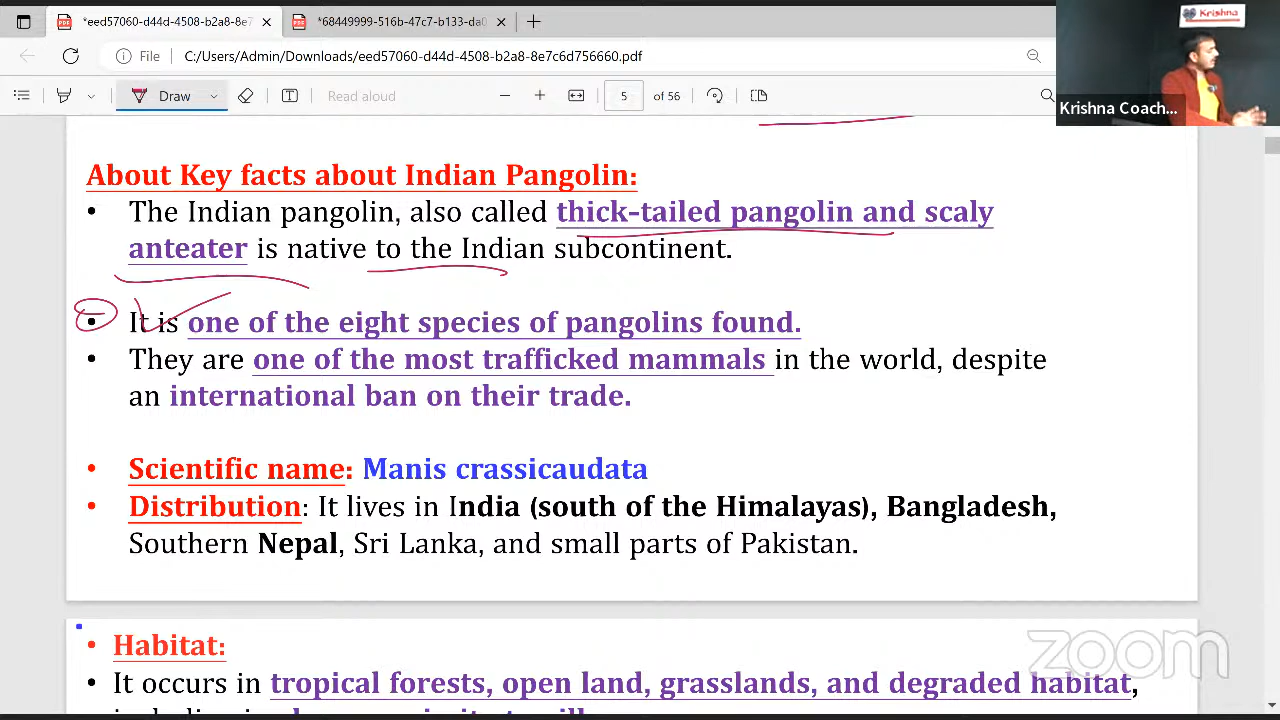 *eed57060-d44d-4508-b2a8-8e7
*68449999-516b-47c7-b133-d
File
C:/Users/Admin/Downloads/eed57060-d44d-4508-b2a8-8e7c6d756660.pdf
Draw
Read aloud
5 of 56
Krishna
Krishna Coach...
About Key facts about Indian Pangolin:
• The Indian pangolin, also called thick-tailed pangolin and scaly
anteater is native to the Indian subcontinent.
• It is one of the eight species of pangolins found.
• They are one of the most trafficked mammals in the world, despite
an international ban on their trade.
• Scientific name: Manis crassicaudata
• Distribution: It lives in India (south of the Himalayas), Bangladesh,
Southern Nepal, Sri Lanka, and small parts of Pakistan.
• Habitat:
• It occurs in tropical forests, open land, grasslands, and degraded habitat,
zoom